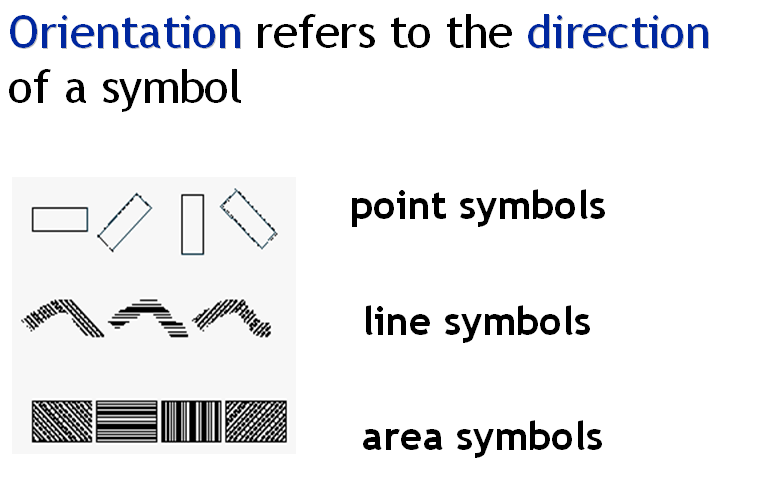 Orientation refers to the direction
of a symbol
point symbols
line symbols
area symbols